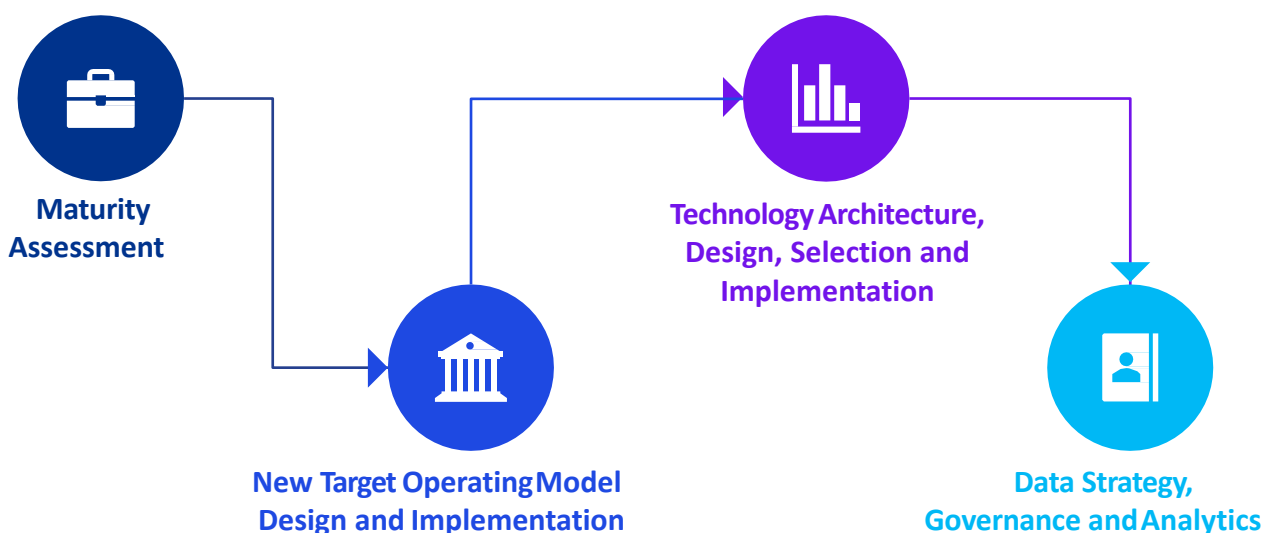 Maturity
Assessment
New Target Operating Model
Design and Implementation
Technology Architecture,
Design, Selection and
Implementation
Data Strategy,
Governance and Analytics